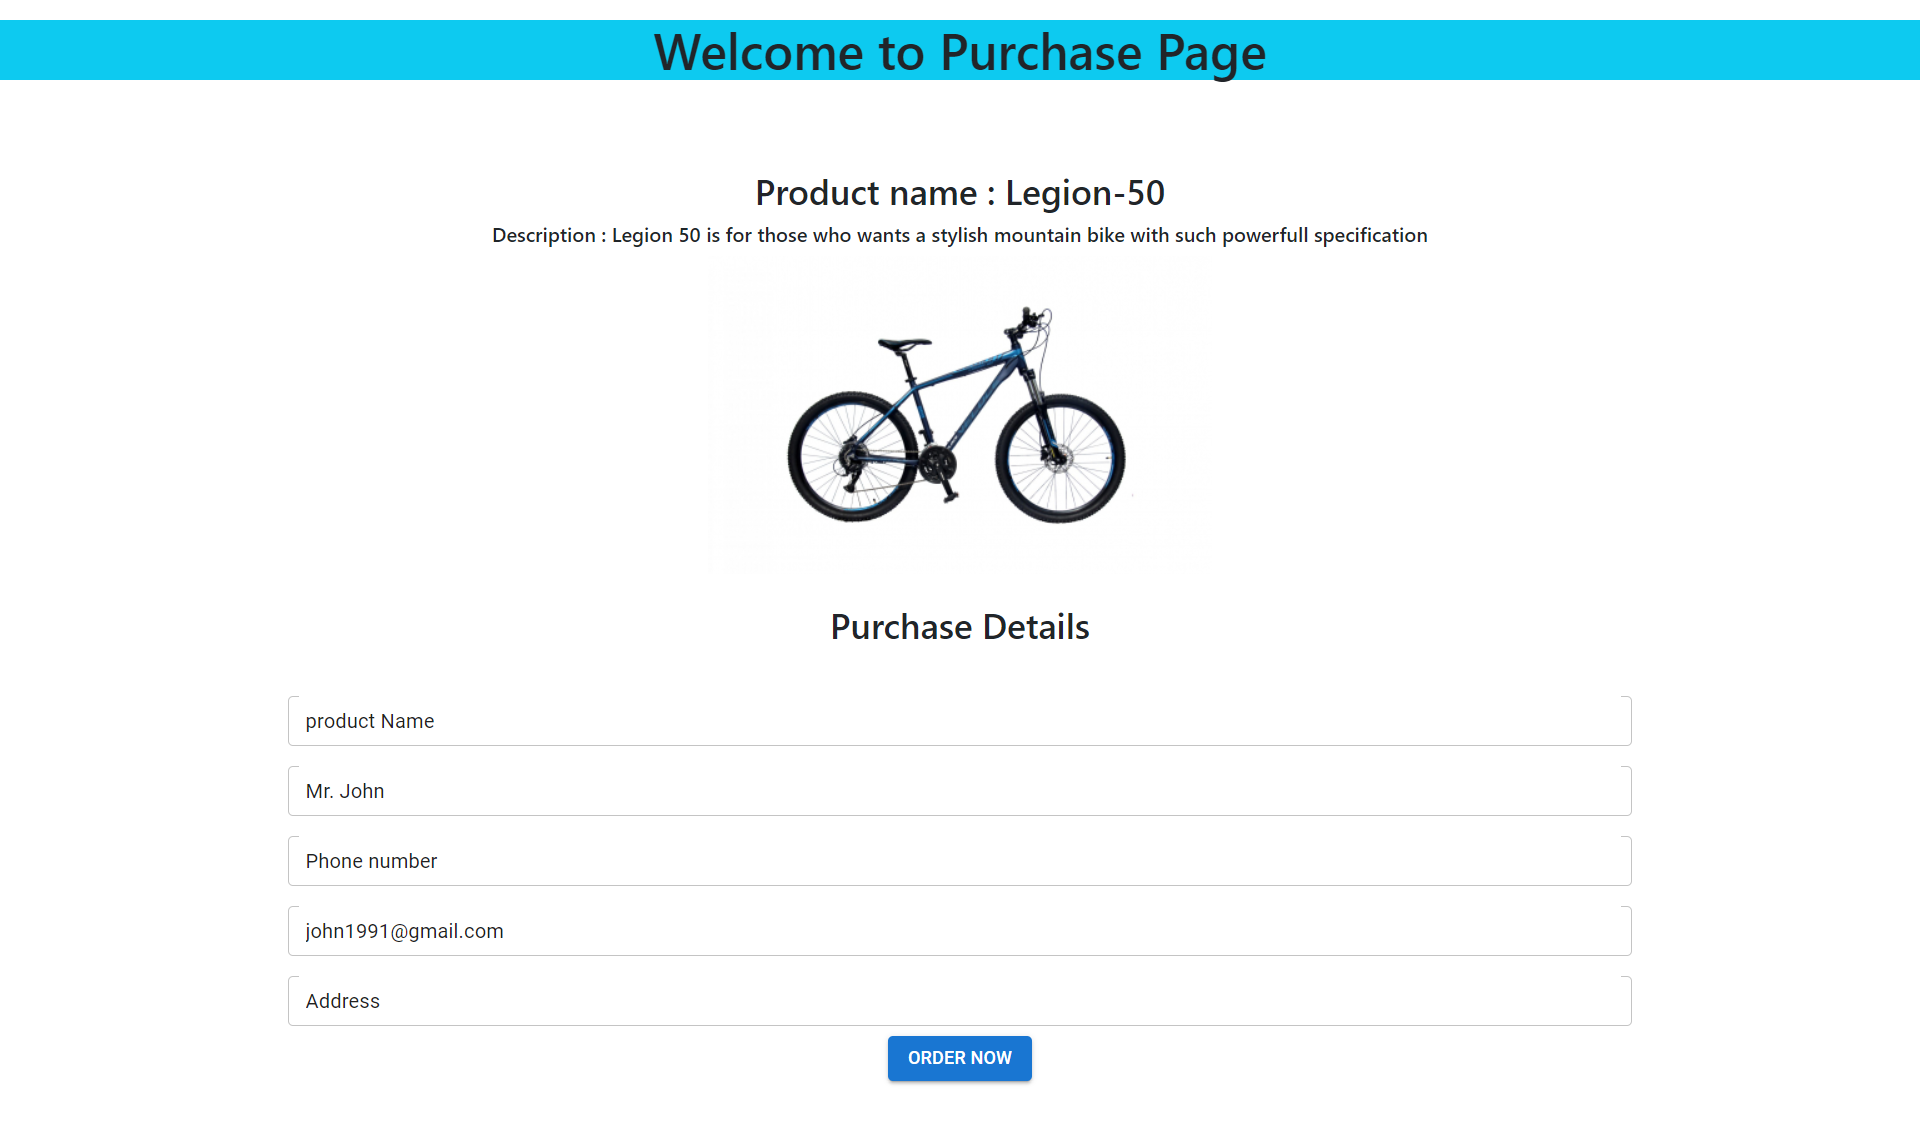 Welcome to Purchase Page
Product name : Legion-50
Description : Legion 50 is for those who wants a stylish mountain bike with such powerfull specification
Purchase Details
product Name
Mr. John
Phone number
john1991@gmail.com
Address
ORDER NOW